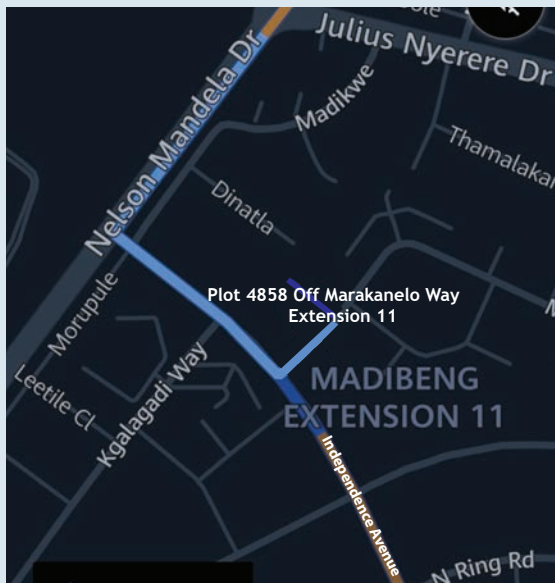 Julius Nyerere Dr
Nelson Mandela Dr
Madikwe
Dinatla
Plot 4858 Off Marakanelo Way
Extension 11
Morupule
Leetile Cl
Kgalagadi Way
MADIBENG
EXTENSION 11
Independence Avenue
N Ring Rd